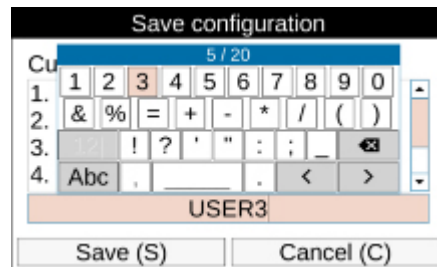 Save configuration
5 / 20
Cu
1 2 3 4 5 6 7 8 9 0
1.
& % = + - * / ( )
2.
12! ! ? ' " : ; _
3.
Abc , . < >
4.
USER3
Save (S) Cancel (C)